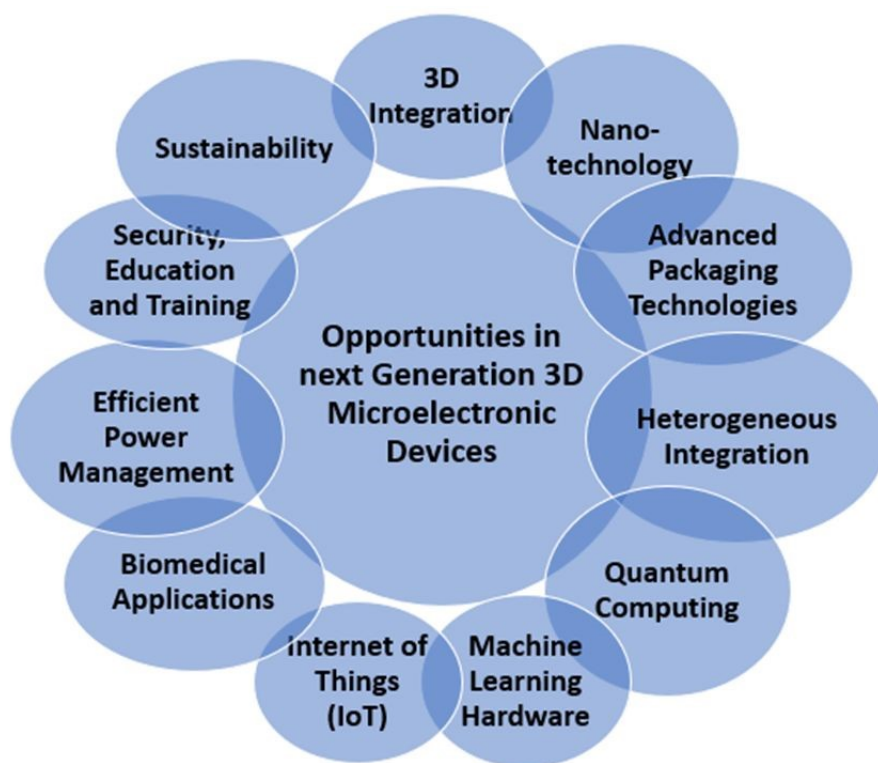 3D
Integration
Nano-
technology
Advanced
Packaging
Technologies
Heterogeneous
Integration
Quantum
Computing
Machine
Learning
Hardware
Internet of
Things
(IoT)
Biomedical
Applications
Efficient
Power
Management
Security,
Education
and Training
Sustainability
Opportunities in
next Generation 3D
Microelectronic
Devices